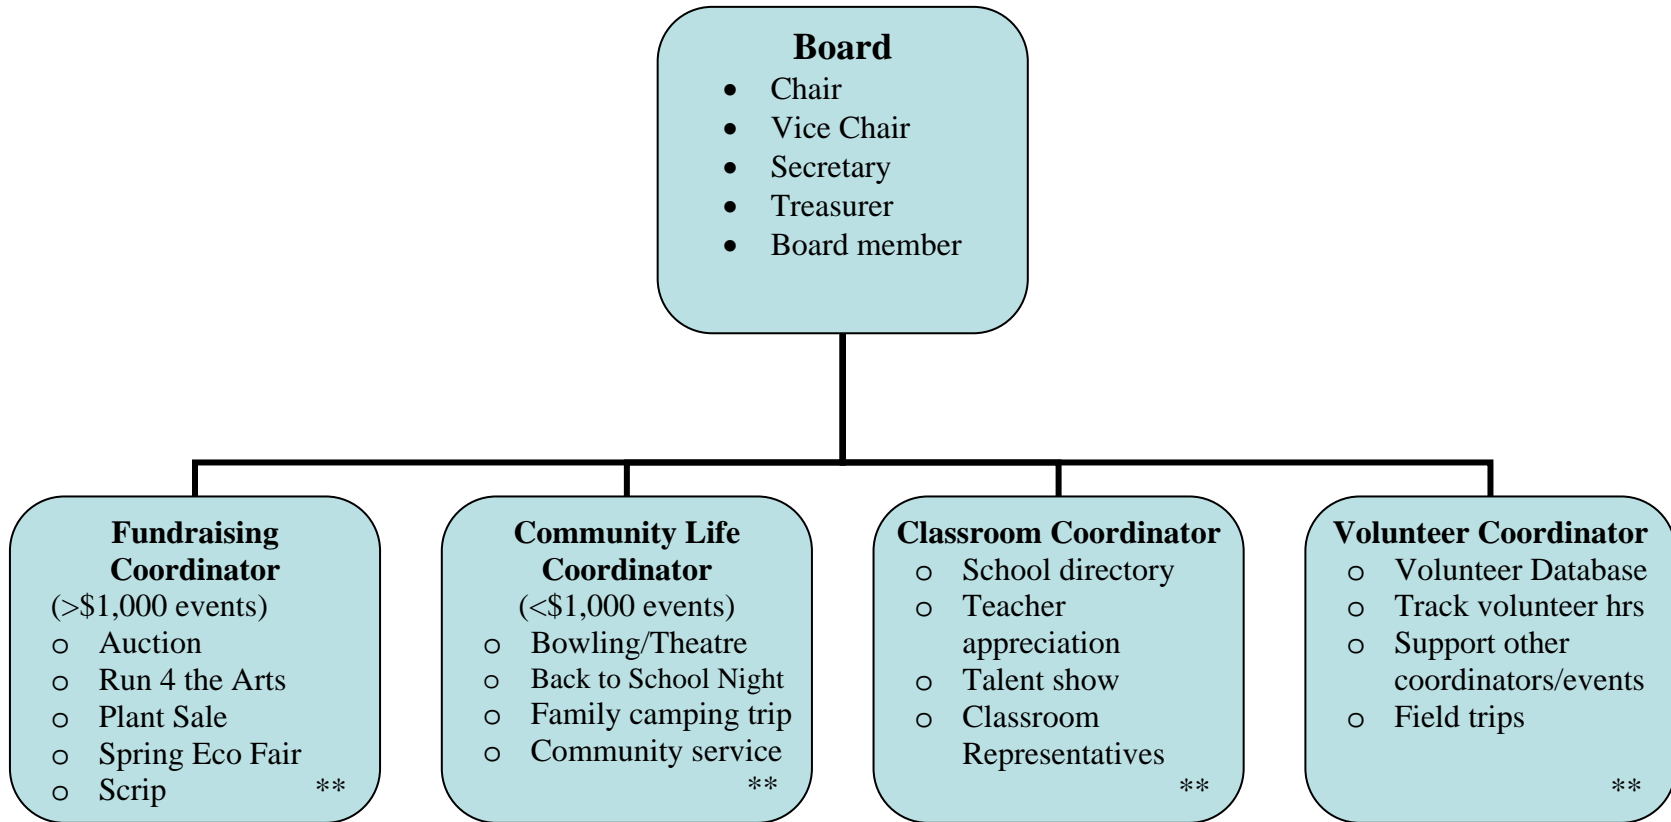 Board
• Chair
• Vice Chair
• Secretary
• Treasurer
• Board member
Fundraising
Coordinator
(>$1,000 events)
o Auction
o Run 4 the Arts
o Plant Sale
o Spring Eco Fair
o Scrip **
Community Life
Coordinator
(<$1,000 events)
o Bowling/Theatre
o Back to School Night
o Family camping trip
o Community service
**
Classroom Coordinator
o School directory
o Teacher
appreciation
o Talent show
o Classroom
Representatives
**
Volunteer Coordinator
o Volunteer Database
o Track volunteer hrs
o Support other
coordinators/events
o Field trips
**